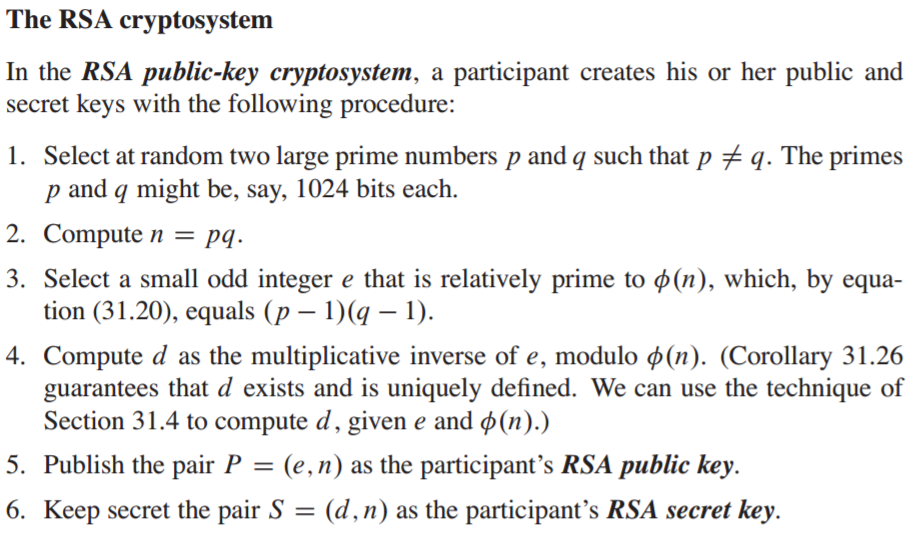 The RSA cryptosystem
In the RSA public-key cryptosystem, a participant creates his or her public and
secret keys with the following procedure:
1. Select at random two large prime numbers p and q such that p ≠ q. The primes
p and q might be, say, 1024 bits each.
2. Compute n = pq.
3. Select a small odd integer e that is relatively prime to ϕ(n), which, by equa-
tion (31.20), equals (p − 1)(q − 1).
4. Compute d as the multiplicative inverse of e, modulo ϕ(n). (Corollary 31.26
guarantees that d exists and is uniquely defined. We can use the technique of
Section 31.4 to compute d, given e and ϕ(n).)
5. Publish the pair P = (e, n) as the participant’s RSA public key.
6. Keep secret the pair S = (d, n) as the participant’s RSA secret key.